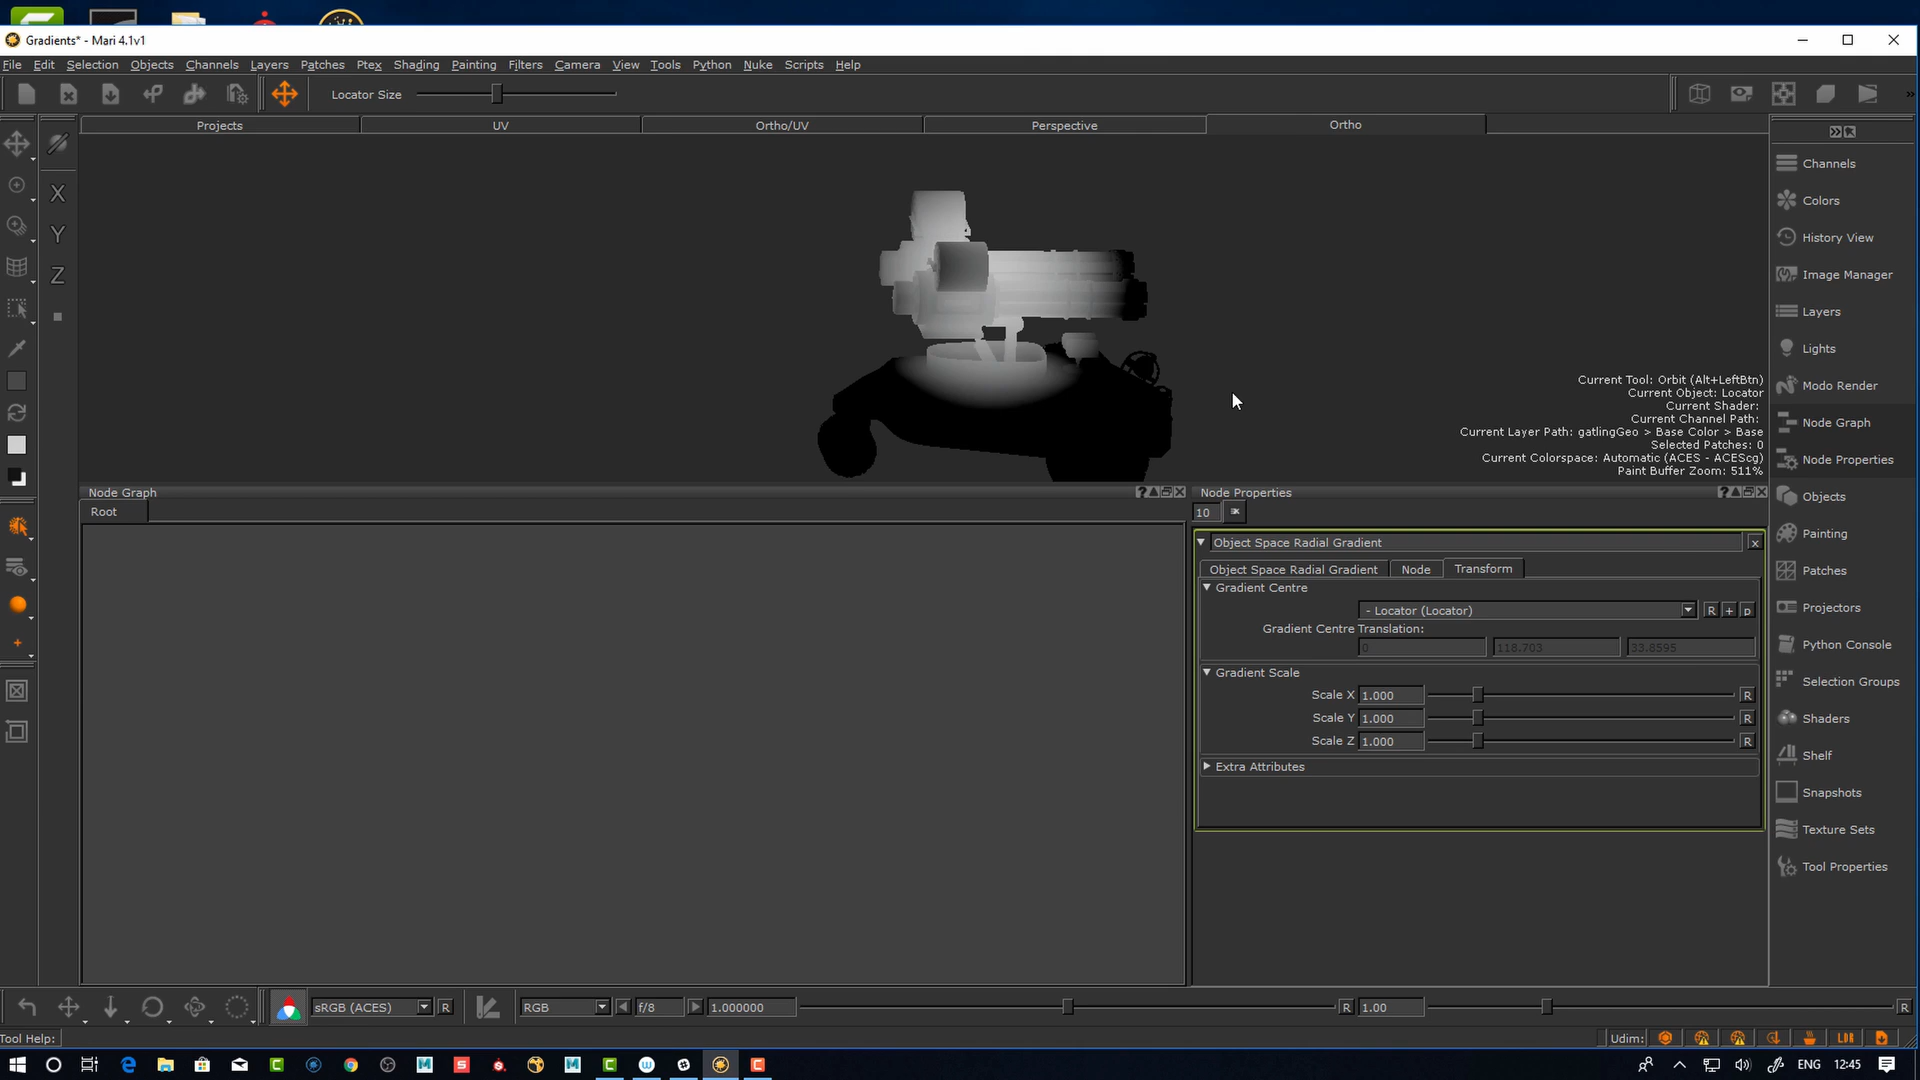 Gradients* - Mari 4.1v1
File Edit Selection Objects Channels Layers Patches Ptex Shading Painting Filters Camera View Tools Python Nuke Scripts Help
Locator Size
Projects UV Ortho/UV Perspective Ortho
X
Y
Z
Current Tool: Orbit (Alt+LeftBtn)
Current Object: Locator
Current Shader:
Current Channel Path:
Current Layer Path: gatlingGeo > Base Color > Base
Selected Patches: 0
Current Colorspace: Automatic (ACES - ACEScg)
Paint Buffer Zoom: 511%
Channels
Colors
History View
Image Manager
Layers
Lights
Modo Render
Node Graph
Node Properties
Objects
Painting
Patches
Projectors
Python Console
Selection Groups
Shaders
Shelf
Snapshots
Texture Sets
Tool Properties
Node Graph
Root
Node Properties
10
Object Space Radial Gradient x
Object Space Radial Gradient Node Transform
Gradient Centre
- Locator (Locator) R + p
Gradient Centre Translation:
0 118.703 33.8595
Gradient Scale
Scale X 1.000 R
Scale Y 1.000 R
Scale Z 1.000 R
Extra Attributes
sRGB (ACES) R RGB f/8 1.000000 R 1.00 R
Tool Help:
Udim: LDR
ENG 12:45